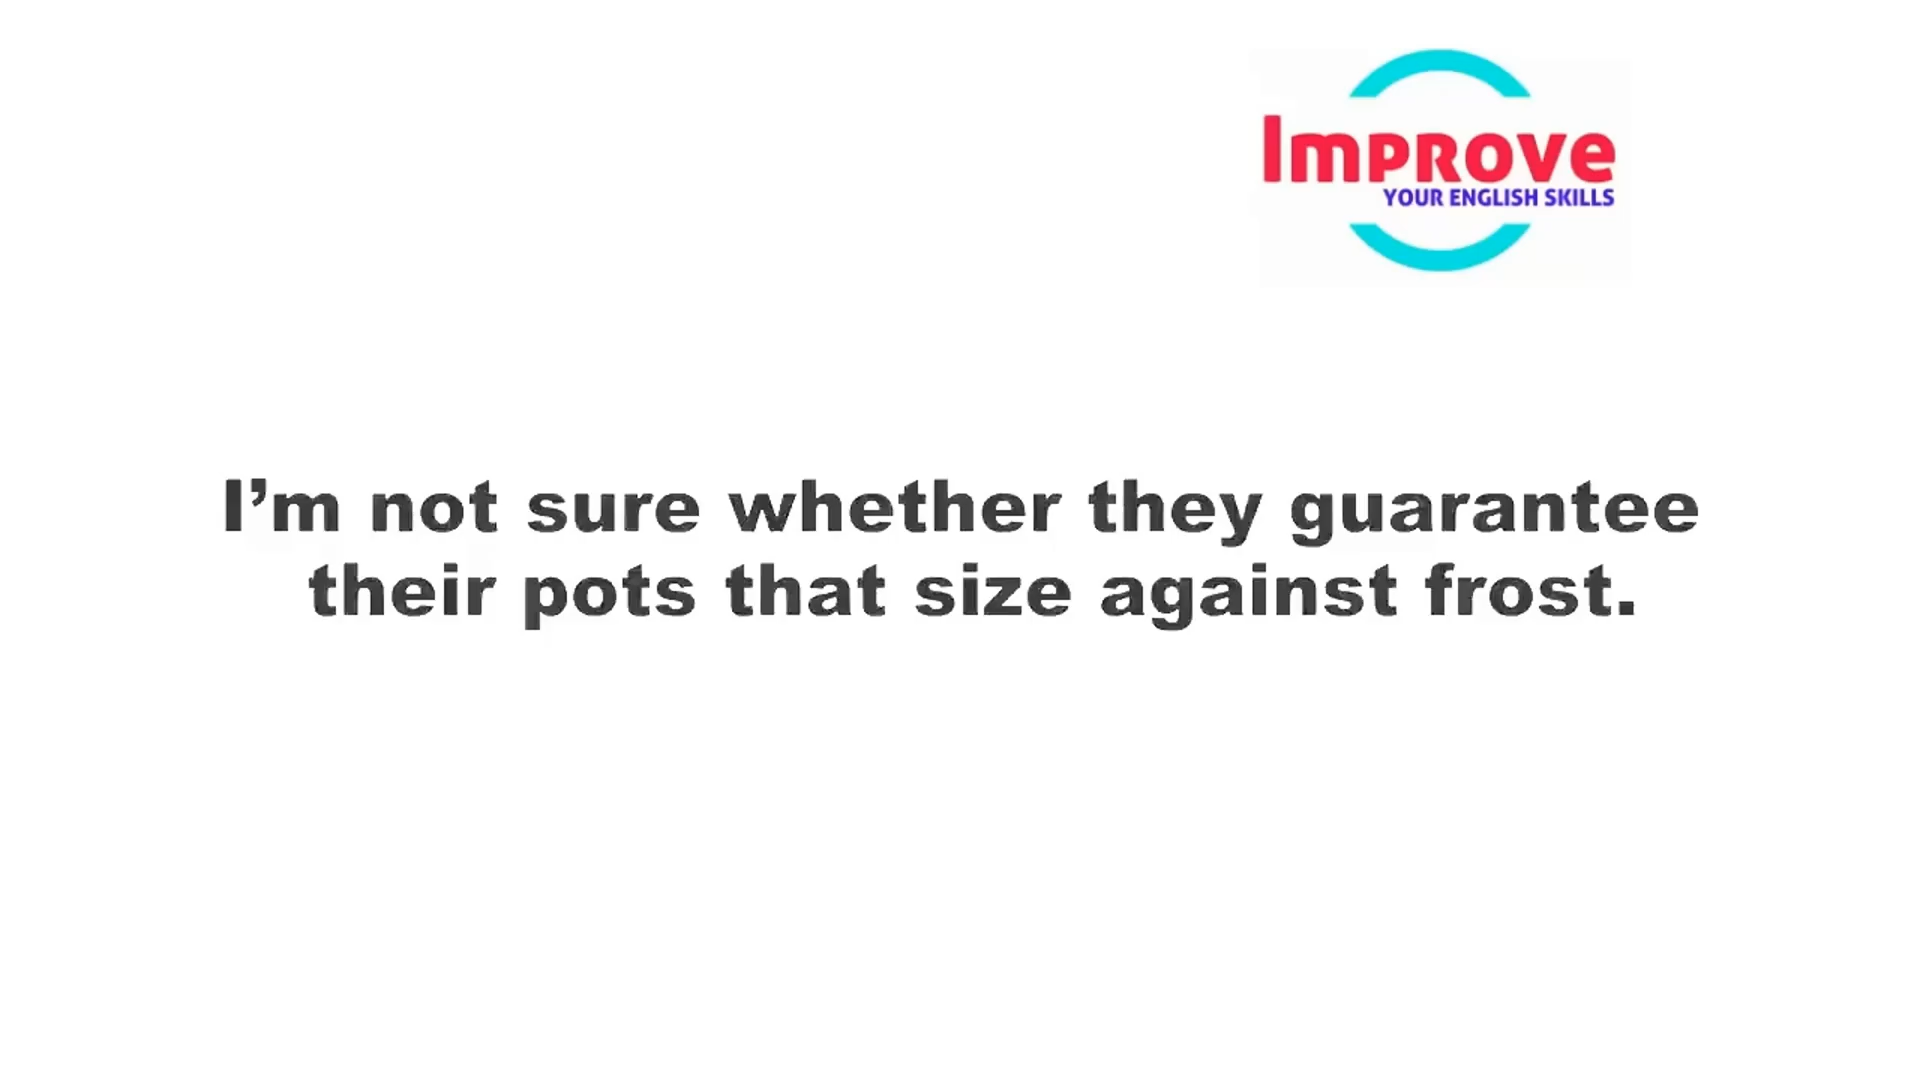 Improve
YOUR ENGLISH SKILLS
I’m not sure whether they guarantee
their pots that size against frost.